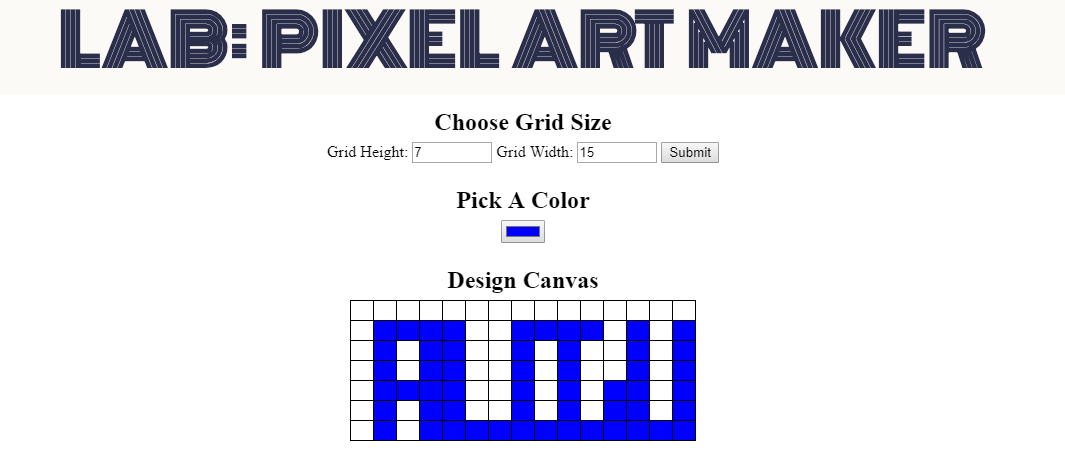 LAB: PIXEL ART MAKER
Choose Grid Size
Grid Height: 7 Grid Width: 15 Submit
Pick A Color
Design Canvas